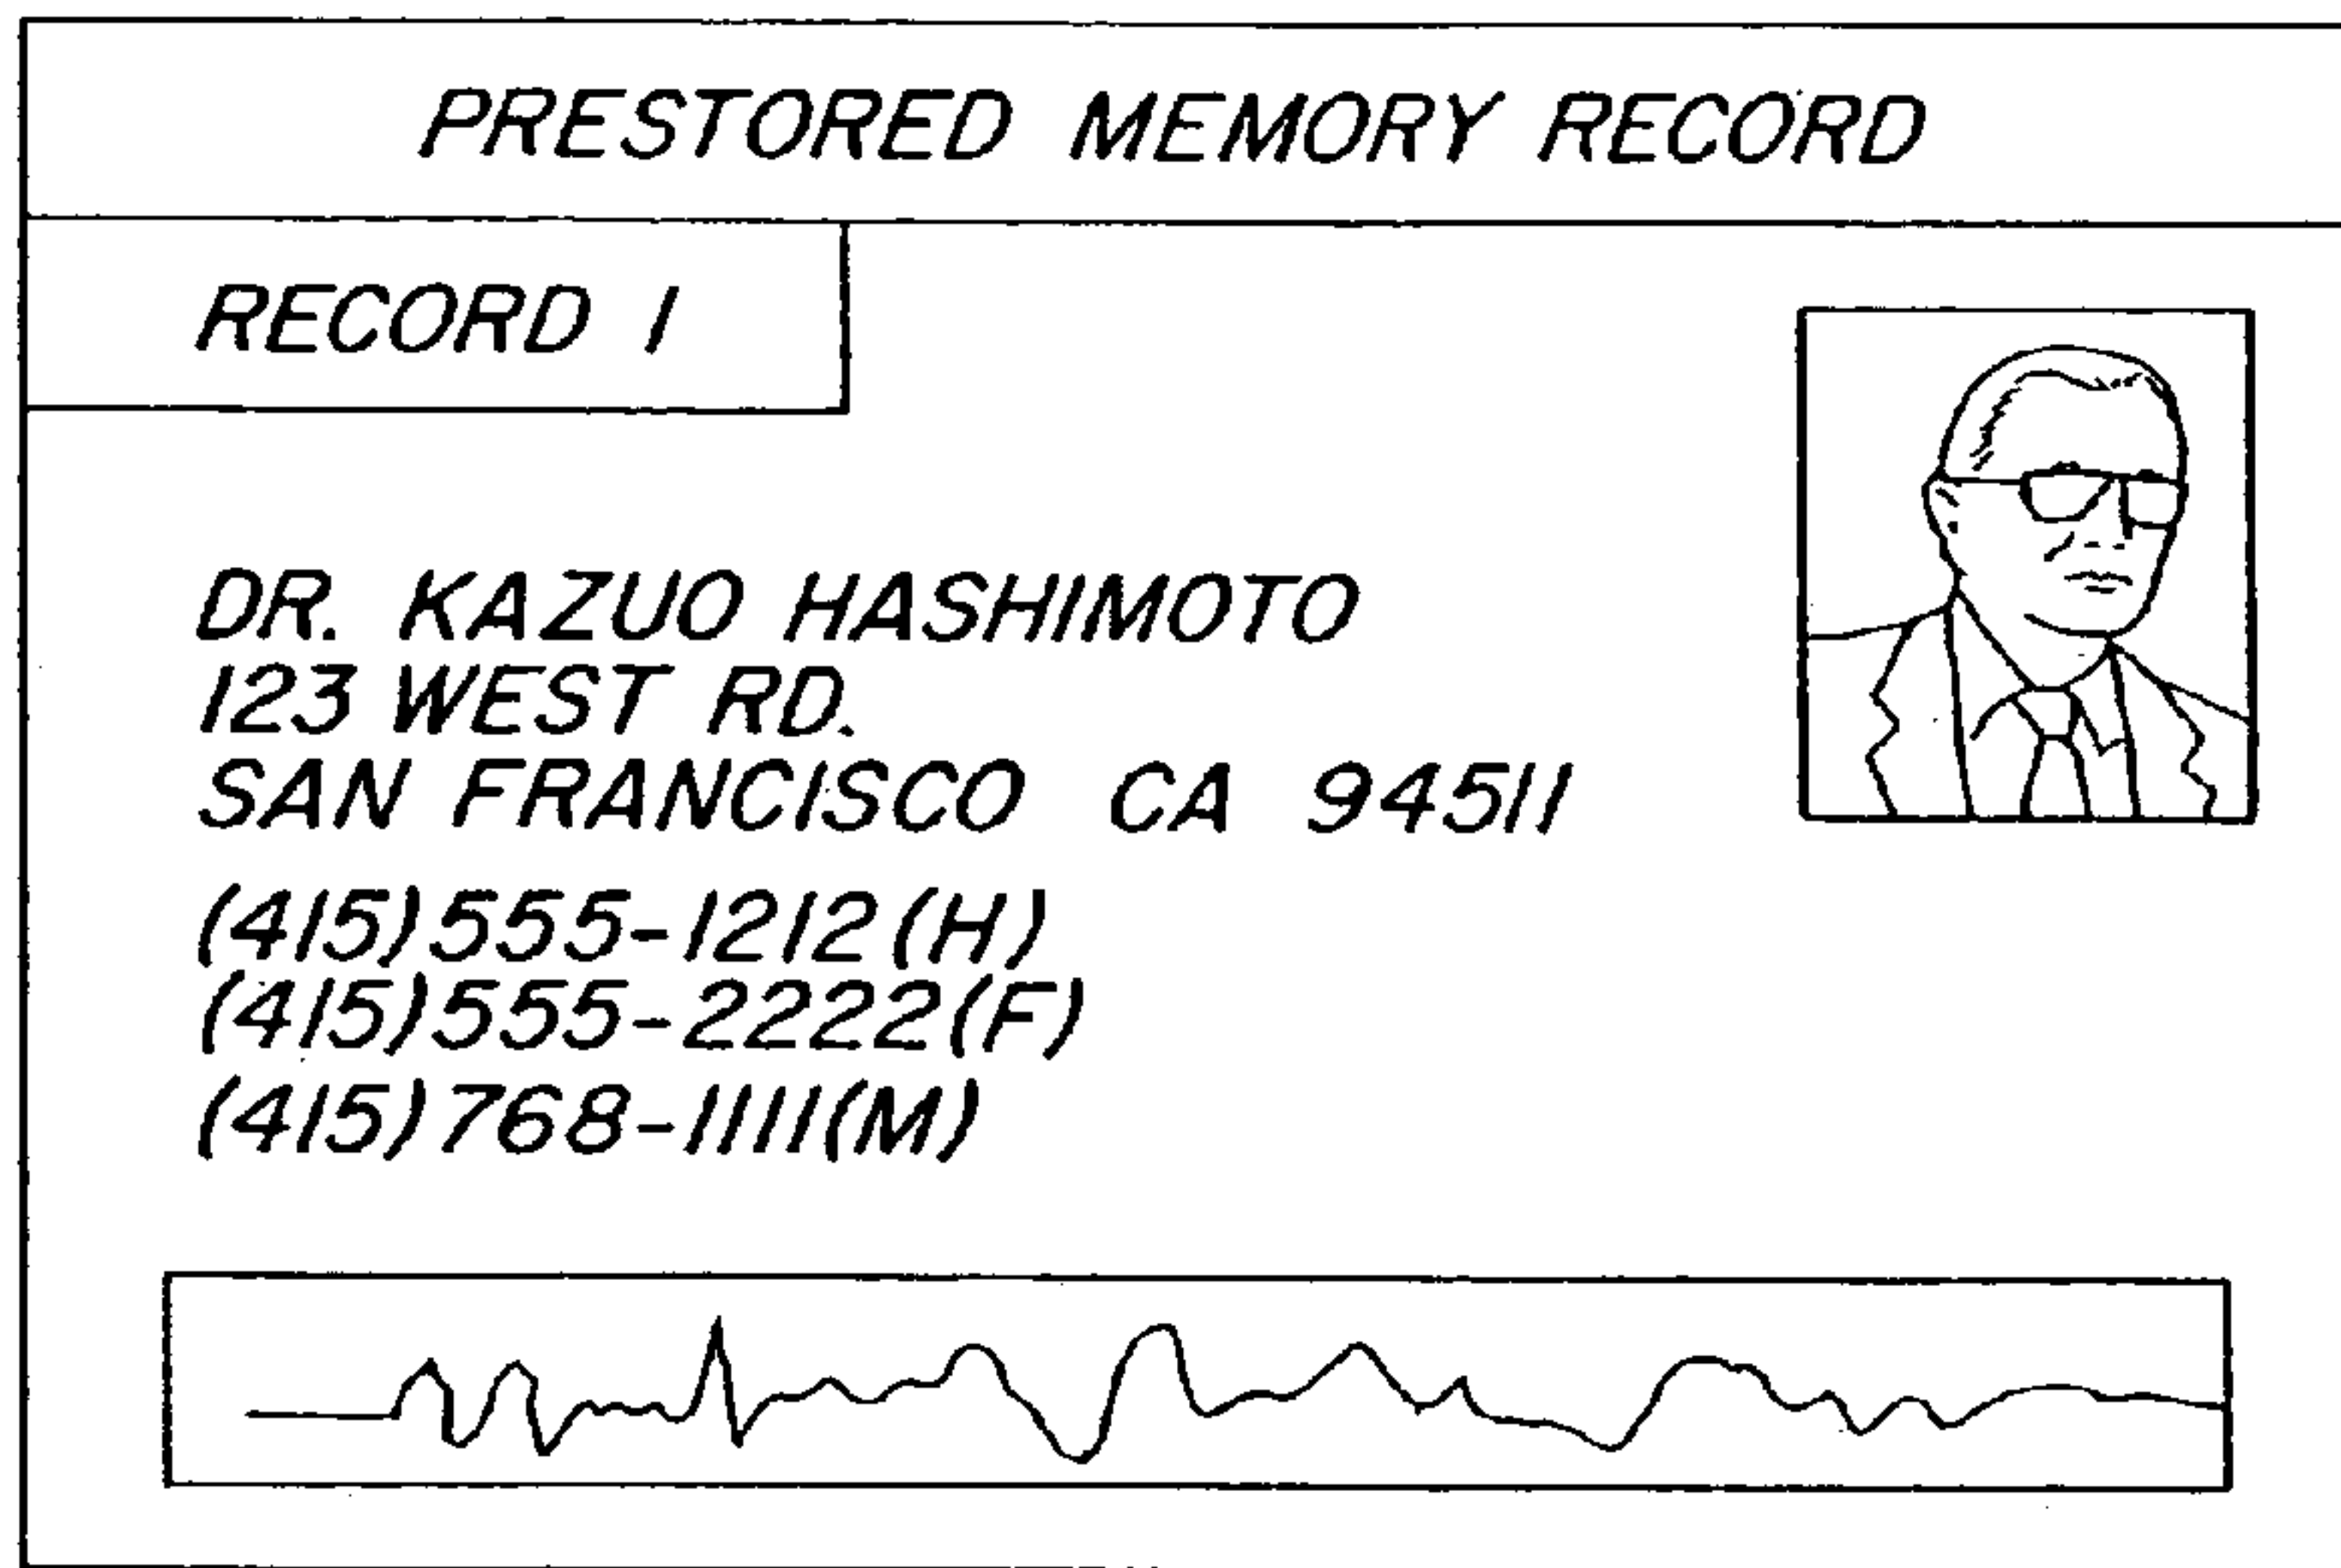 PRESTORED MEMORY RECORD
RECORD 1
DR. KAZUO HASHIMOTO
123 WEST RD.
SAN FRANCISCO CA 94511
(415)555-1212(H)
(415)555-2222(F)
(415)768-1111(M)